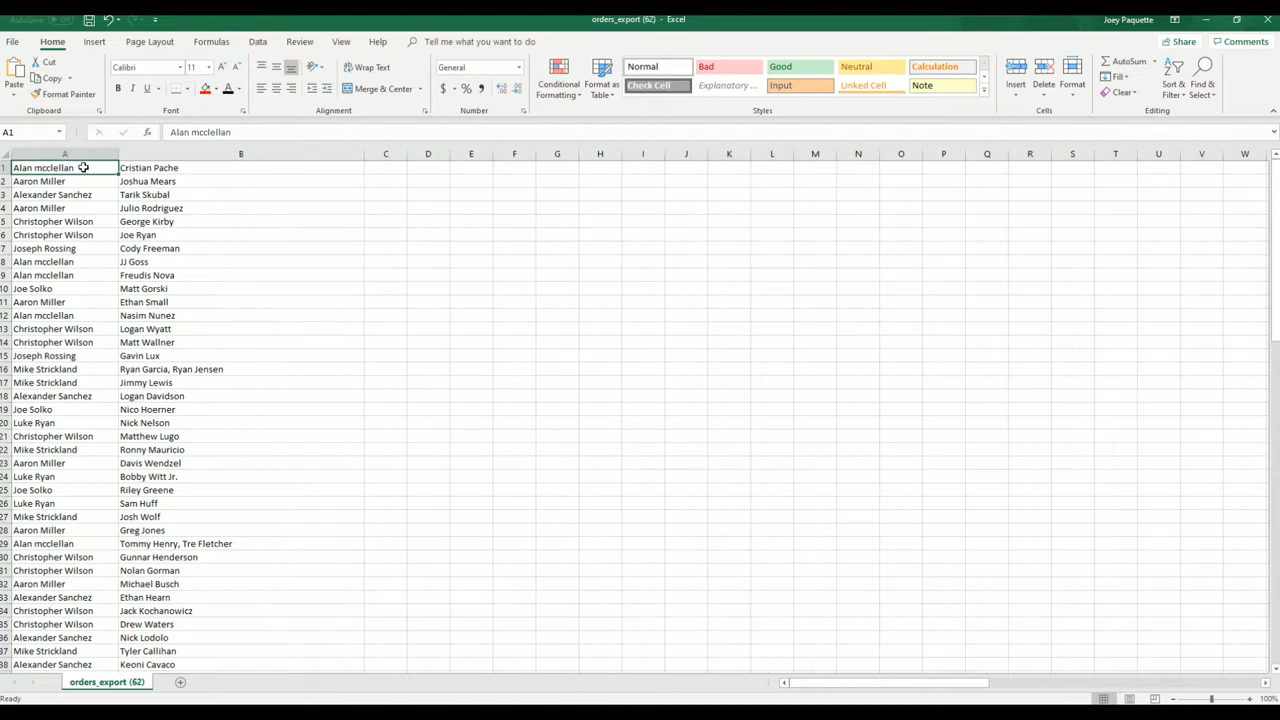 AutoSave Off orders_export (62) - Excel Joey Paquette
File Home Insert Page Layout Formulas Data Review View Help Tell me what you want to do Share Comments
Paste Cut Copy Format Painter Clipboard
Calibri 11 Font
Wrap Text Merge & Center Alignment
General Number
Conditional Formatting Format as Table
Normal Bad Good Neutral Calculation
Check Cell Explanatory ... Input Linked Cell Note
Styles
Insert Delete Format Cells
AutoSum Fill Clear Sort & Filter Find & Select Editing
A1 fx Alan mcclellan
A B C D E F G H I J K L M N O P Q R S T U V W
1 Alan mcclellan Cristian Pache
2 Aaron Miller Joshua Mears
3 Alexander Sanchez Tarik Skubal
4 Aaron Miller Julio Rodriguez
5 Christopher Wilson George Kirby
6 Christopher Wilson Joe Ryan
7 Joseph Rossing Cody Freeman
8 Alan mcclellan JJ Goss
9 Alan mcclellan Freudis Nova
10 Joe Solko Matt Gorski
11 Aaron Miller Ethan Small
12 Alan mcclellan Nasim Nunez
13 Christopher Wilson Logan Wyatt
14 Christopher Wilson Matt Wallner
15 Joseph Rossing Gavin Lux
16 Mike Strickland Ryan Garcia, Ryan Jensen
17 Mike Strickland Jimmy Lewis
18 Alexander Sanchez Logan Davidson
19 Joe Solko Nico Hoerner
20 Luke Ryan Nick Nelson
21 Christopher Wilson Matthew Lugo
22 Mike Strickland Ronny Mauricio
23 Aaron Miller Davis Wendzel
24 Luke Ryan Bobby Witt Jr.
25 Joe Solko Riley Greene
26 Luke Ryan Sam Huff
27 Mike Strickland Josh Wolf
28 Aaron Miller Greg Jones
29 Alan mcclellan Tommy Henry, Tre Fletcher
30 Christopher Wilson Gunnar Henderson
31 Christopher Wilson Nolan Gorman
32 Aaron Miller Michael Busch
33 Alexander Sanchez Ethan Hearn
34 Christopher Wilson Jack Kochanowicz
35 Christopher Wilson Drew Waters
36 Alexander Sanchez Nick Lodolo
37 Mike Strickland Tyler Callihan
38 Alexander Sanchez Keoni Cavaco
orders_export (62)
Ready 100%